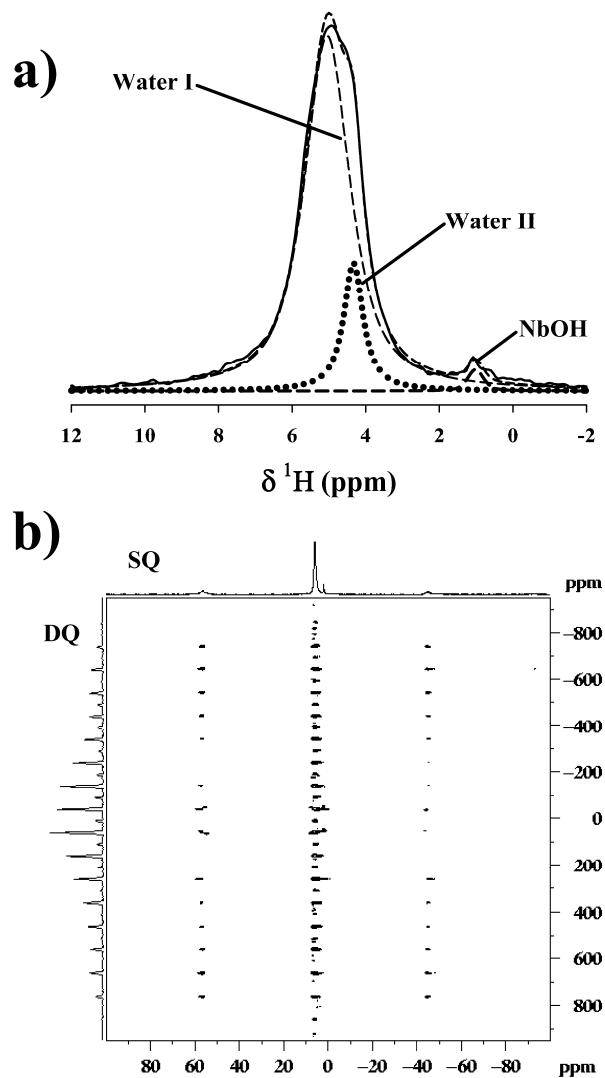 a)
Water I
Water II
NbOH
12 10 8 6 4 2 0 -2
δ ¹H (ppm)
b)
SQ
ppm
DQ
-800
-600
-400
-200
0
200
400
600
800
80 60 40 20 0 -20 -40 -60 -80 ppm